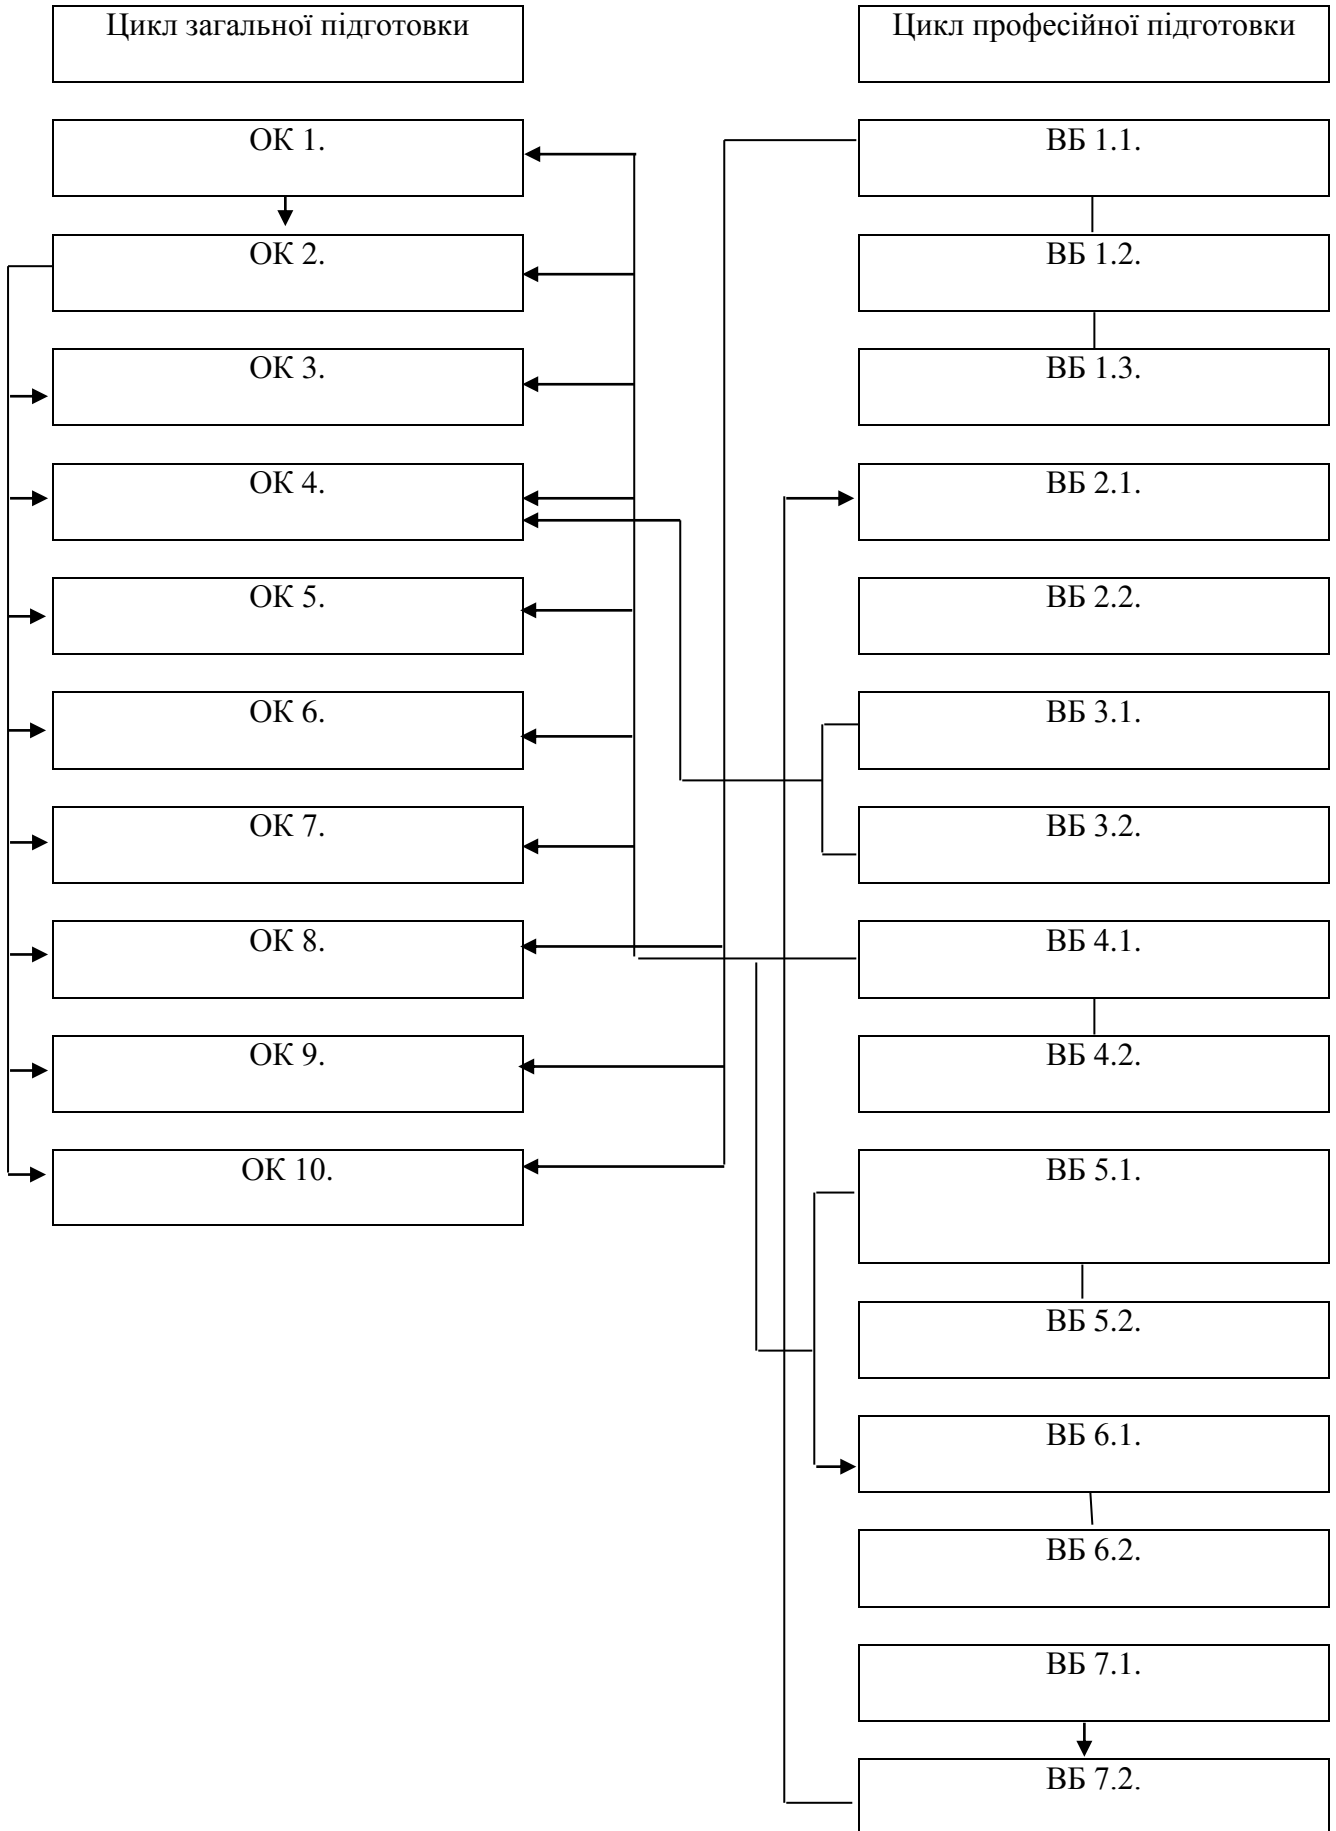 Цикл загальної підготовки
Цикл професійної підготовки
ОК 1.
ВБ 1.1.
ОК 2.
ВБ 1.2.
ОК 3.
ВБ 1.3.
ОК 4.
ВБ 2.1.
ОК 5.
ВБ 2.2.
ОК 6.
ВБ 3.1.
ОК 7.
ВБ 3.2.
ОК 8.
ВБ 4.1.
ОК 9.
ВБ 4.2.
ОК 10.
ВБ 5.1.
ВБ 5.2.
ВБ 6.1.
ВБ 6.2.
ВБ 7.1.
ВБ 7.2.